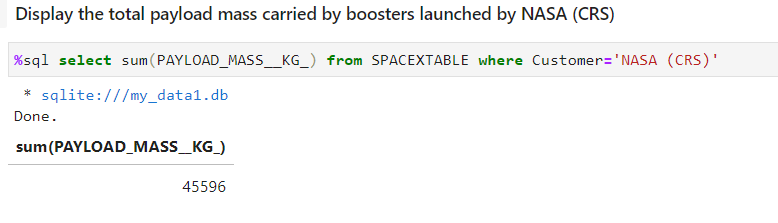 Display the total payload mass carried by boosters launched by NASA (CRS)
%sql select sum(PAYLOAD_MASS__KG_) from SPACEXTABLE where Customer='NASA (CRS)'
* sqlite:///my_data1.db
Done.
sum(PAYLOAD_MASS__KG_)
45596